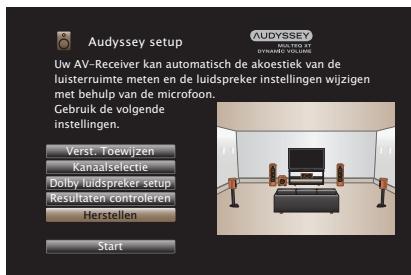 Audyssey setup
AUDYSSEY
MULTEQ XT
DYNAMIC VOLUME
Uw AV-Receiver kan automatisch de akoestiek van de
luisterruimte meten en de luidspreker instellingen wijzigen
met behulp van de microfoon.
Gebruik de volgende
instellingen.
Verst. Toewijzen
Kanaalselectie
Dolby luidspreker setup
Resultaten controleren
Herstellen
Start